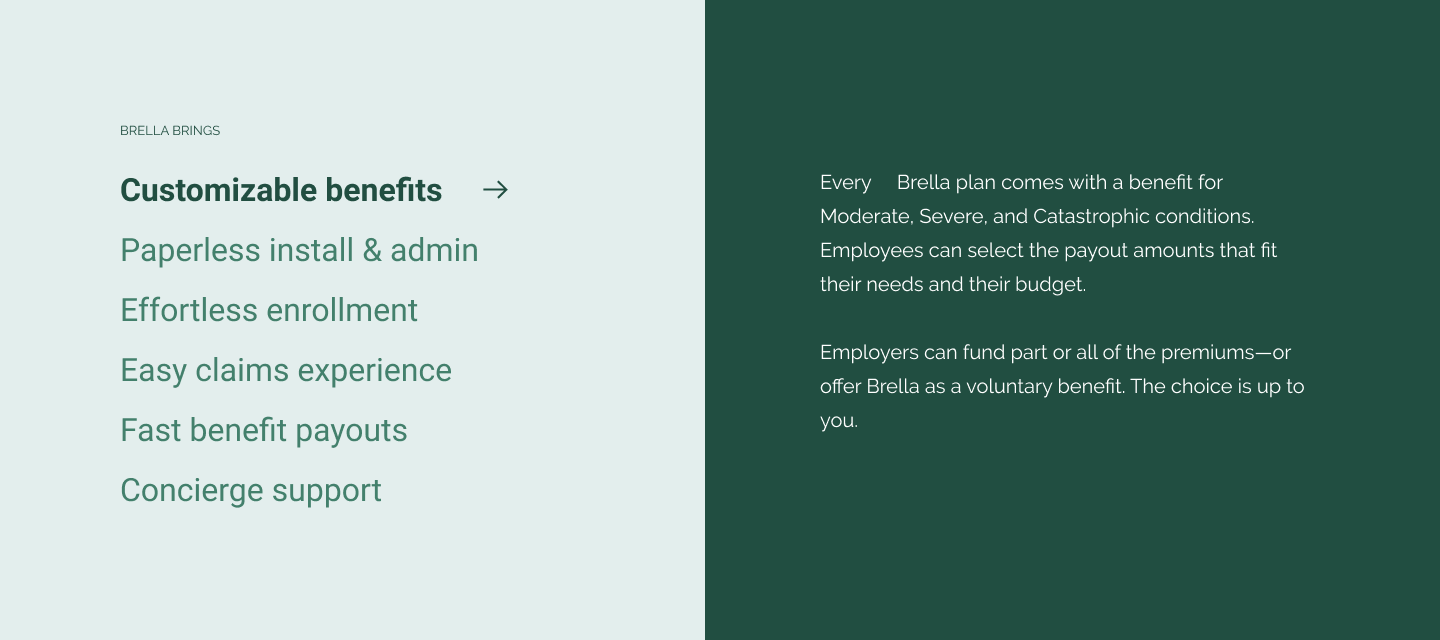 BRELLA BRINGS
Customizable benefits →
Paperless install & admin
Effortless enrollment
Easy claims experience
Fast benefit payouts
Concierge support
Every Brella plan comes with a benefit for
Moderate, Severe, and Catastrophic conditions.
Employees can select the payout amounts that fit
their needs and their budget.
Employers can fund part or all of the premiums—or
offer Brella as a voluntary benefit. The choice is up to
you.